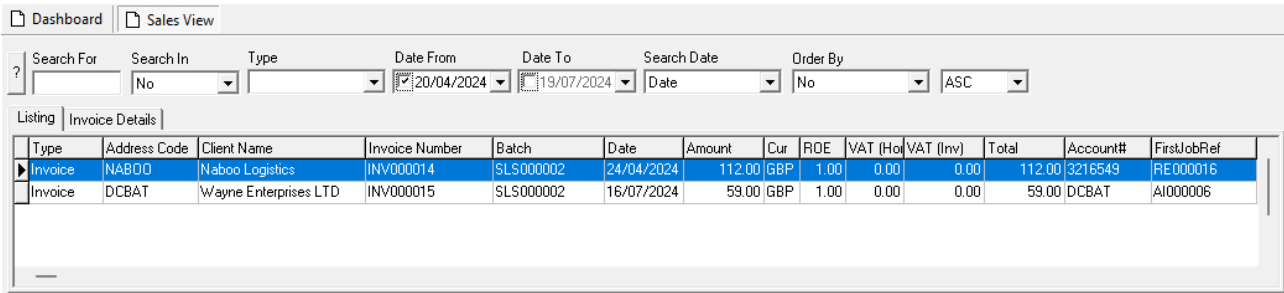 Dashboard Sales View
Search For Search In Type Date From Date To Search Date Order By
? No 20/04/2024 19/07/2024 Date No ASC
Listing Invoice Details
Type Address Code Client Name Invoice Number Batch Date Amount Cur ROE VAT (Hor VAT (Inv) Total Account# FirstJobRef
Invoice NABOO Naboo Logistics INV000014 SLS000002 24/04/2024 112.00 GBP 1.00 0.00 0.00 112.00 3216549 RE000016
Invoice DCBAT Wayne Enterprises LTD INV000015 SLS000002 16/07/2024 59.00 GBP 1.00 0.00 0.00 59.00 DCBAT AI000006